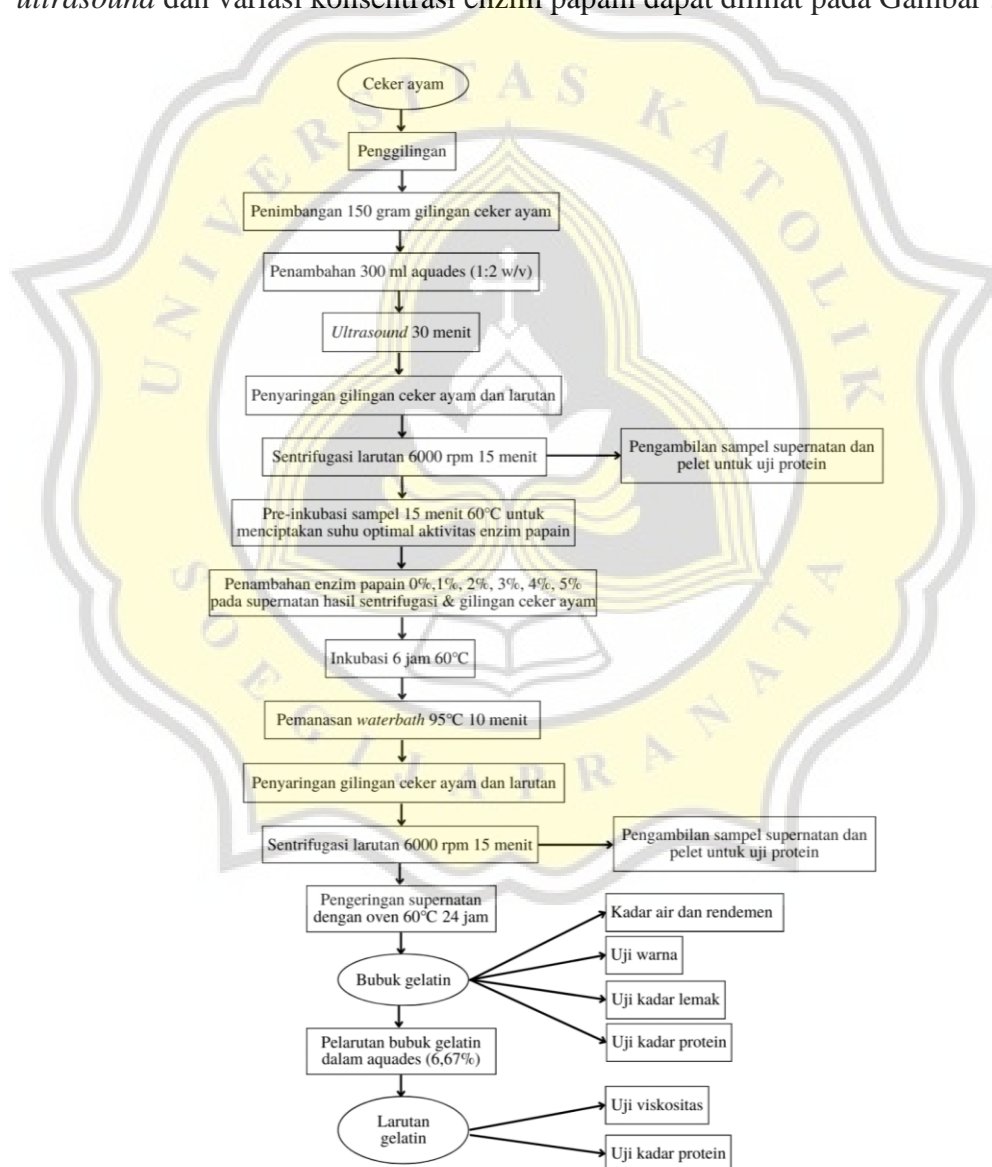 ultrasound dan variasi konsentrasi enzim papain dapat dilihat pada Gambar
UNIVERSITAS KATOLIK
SOEGIJAPRANATA
Ceker ayam
Penggilingan
Penimbangan 150 gram gilingan ceker ayam
Penambahan 300 ml aquades (1:2 w/v)
Ultrasound 30 menit
Penyaringan gilingan ceker ayam dan larutan
Sentrifugasi larutan 6000 rpm 15 menit
Pengambilan sampel supernatan dan
pelet untuk uji protein
Pre-inkubasi sampel 15 menit 60°C untuk
menciptakan suhu optimal aktivitas enzim papain
Penambahan enzim papain 0%,1%, 2%, 3%, 4%, 5%
pada supernatan hasil sentrifugasi & gilingan ceker ayam
Inkubasi 6 jam 60°C
Pemanasan waterbath 95°C 10 menit
Penyaringan gilingan ceker ayam dan larutan
Sentrifugasi larutan 6000 rpm 15 menit
Pengambilan sampel supernatan dan
pelet untuk uji protein
Pengeringan supernatan
dengan oven 60°C 24 jam
Bubuk gelatin
Kadar air dan rendemen
Uji warna
Uji kadar lemak
Uji kadar protein
Pelarutan bubuk gelatin
dalam aquades (6,67%)
Larutan
gelatin
Uji viskositas
Uji kadar protein